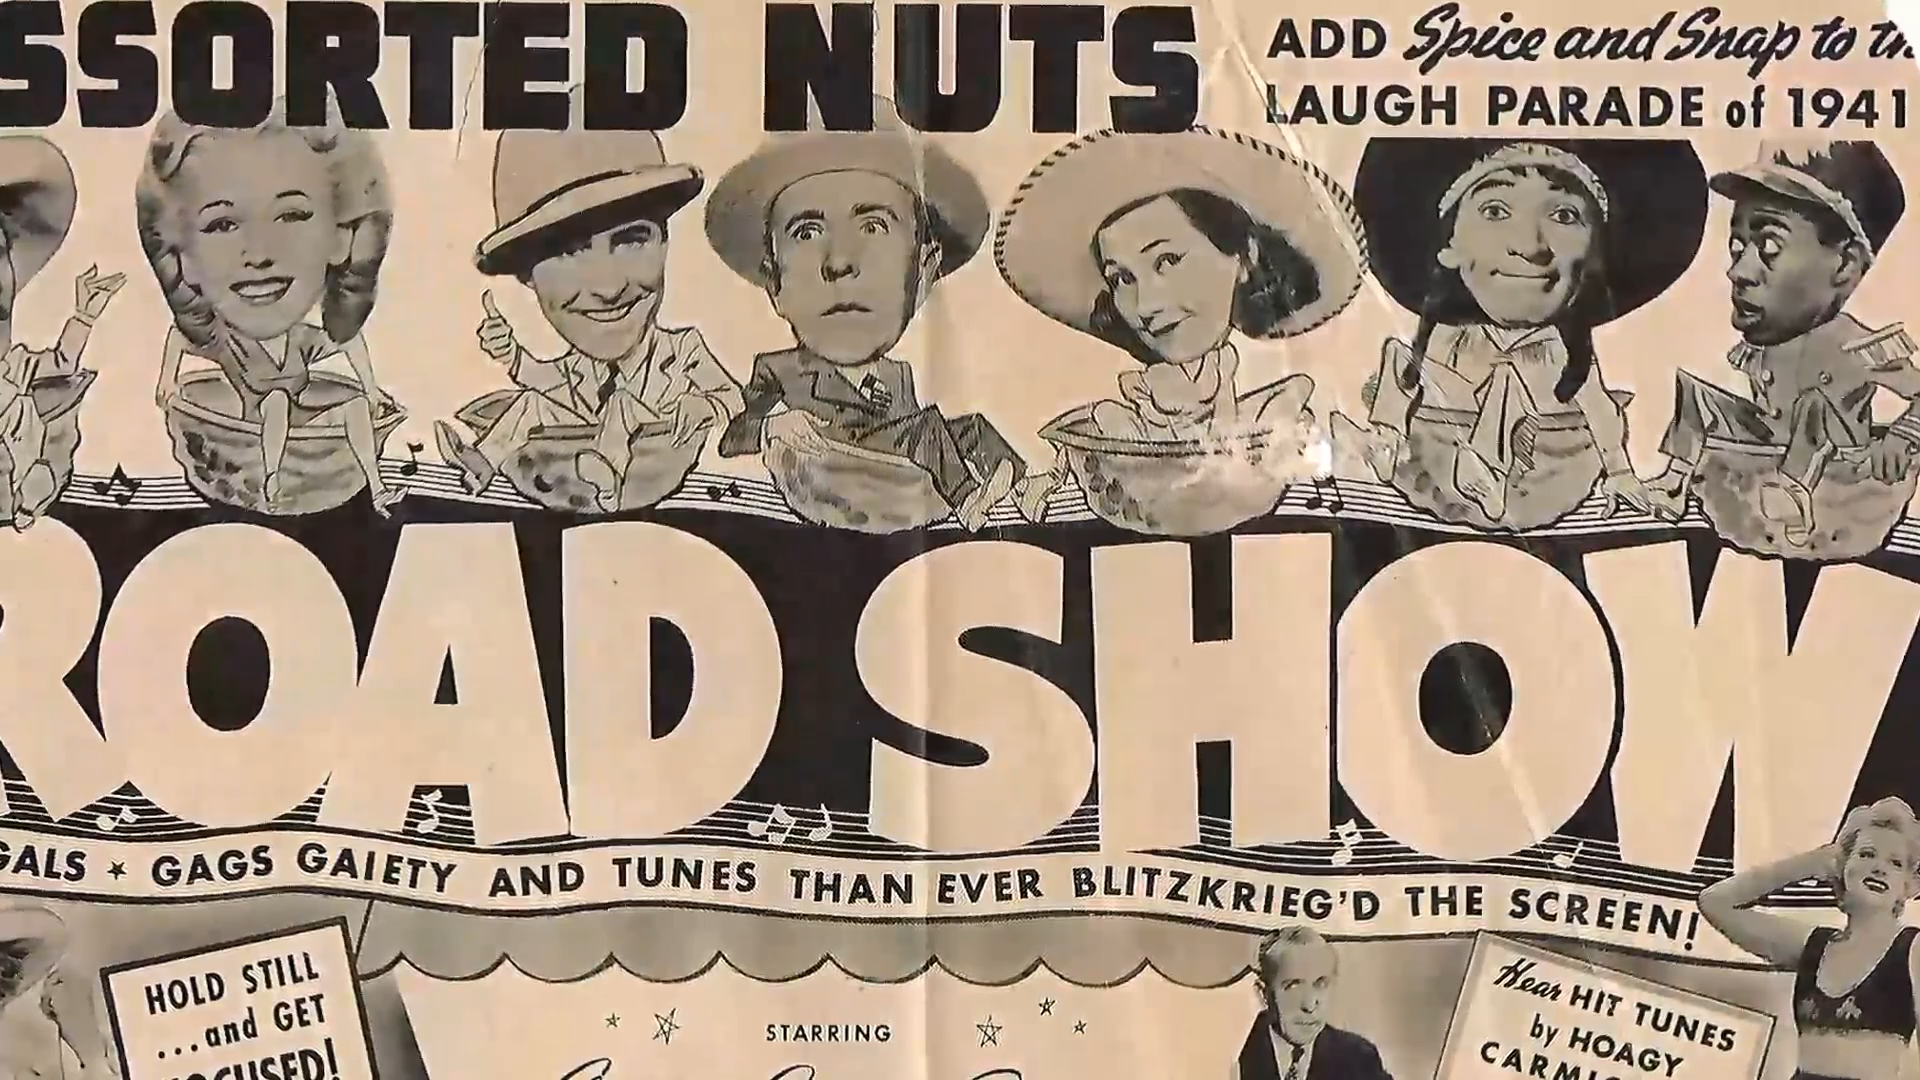 SSORTED NUTS
ADD Spice and Snap to
LAUGH PARADE of 1941
ROAD SHOW
GALS * GAGS GAIETY AND TUNES THAN EVER BLITZKRIEG'D THE SCREEN!
HOLD STILL
...and GET
Hear HIT TUNES
by HOAGY
STARRING